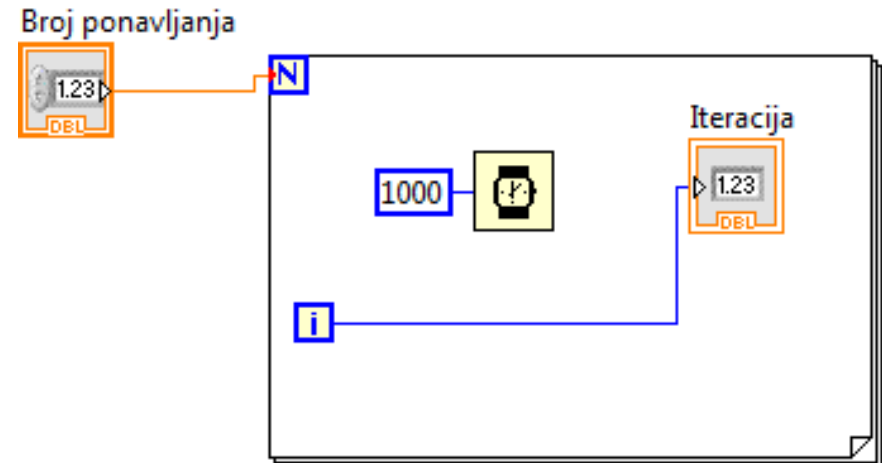 Broj ponavljanja
1.23
DBL
N
Iteracija
1.23
DBL
1000
i